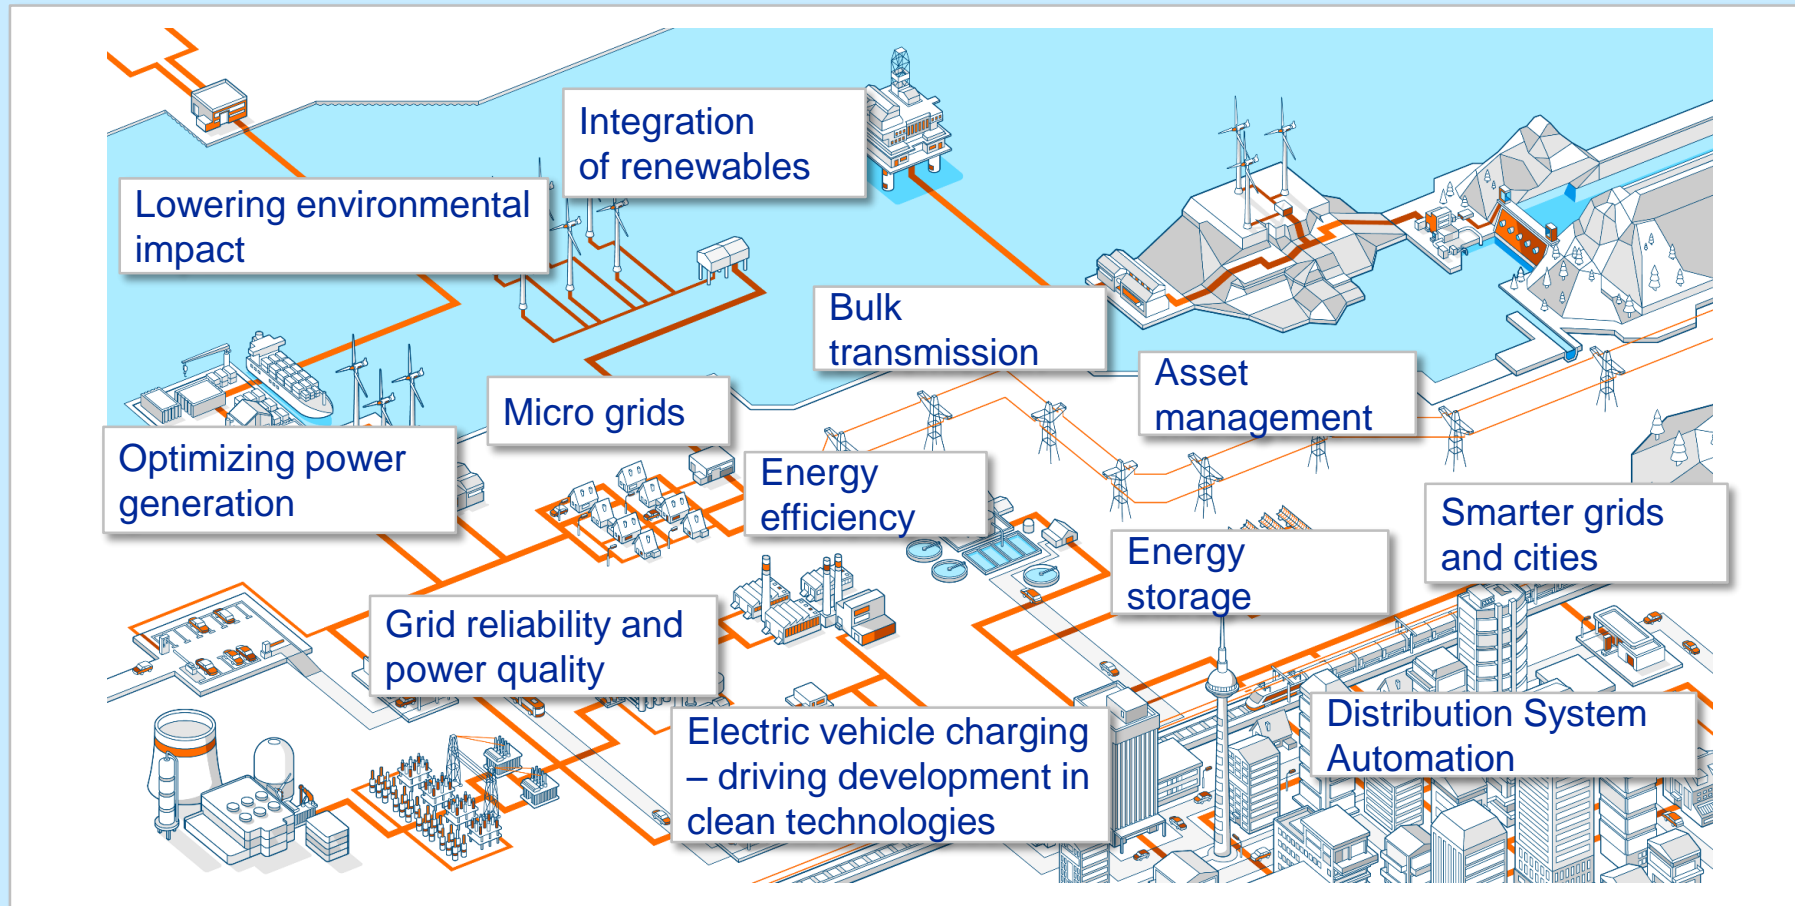 Integration
of renewables
Lowering environmental
impact
Bulk
transmission
Asset
management
Micro grids
Optimizing power
generation
Energy
efficiency
Smarter grids
and cities
Energy
storage
Grid reliability and
power quality
Electric vehicle charging
– driving development in
clean technologies
Distribution System
Automation